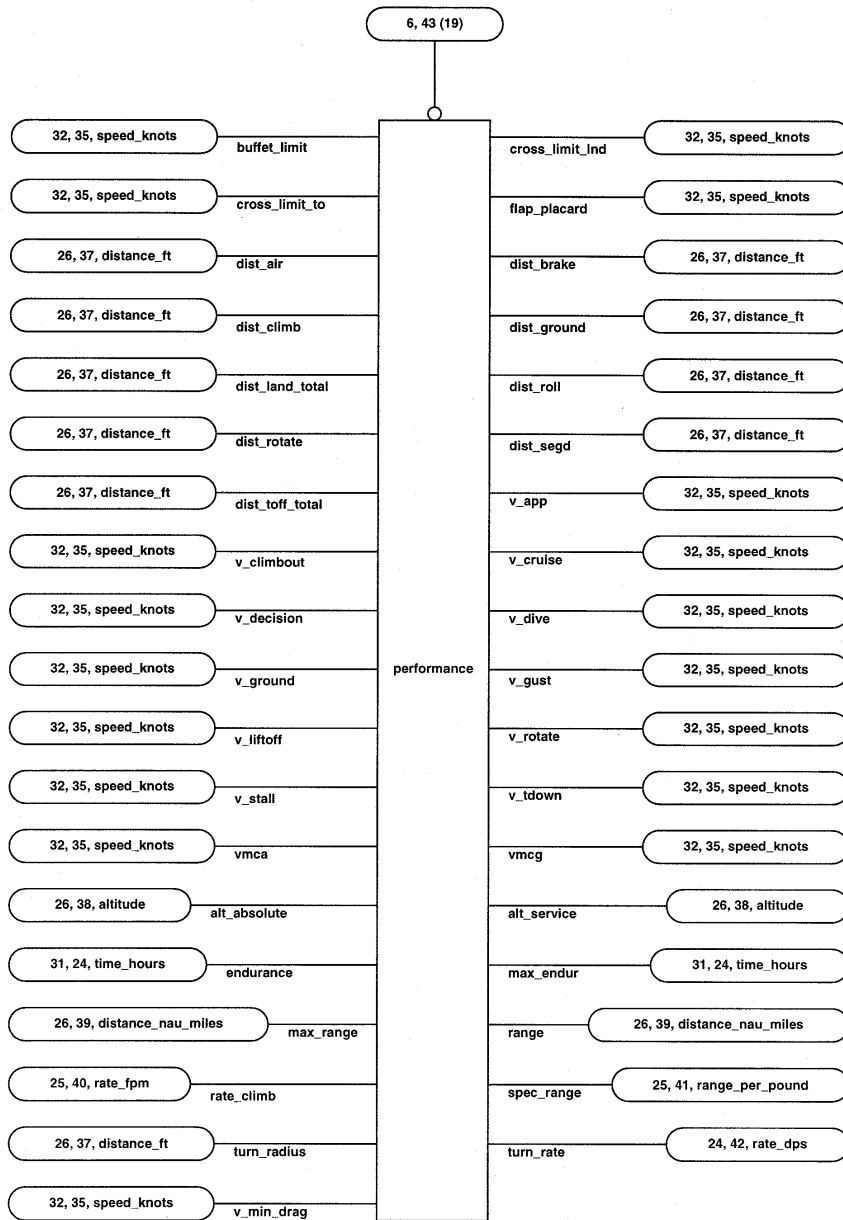 6, 43 (19)
32, 35, speed_knots
buffet_limit
cross_limit_lnd
32, 35, speed_knots
32, 35, speed_knots
cross_limit_to
flap_placard
32, 35, speed_knots
26, 37, distance_ft
dist_air
dist_brake
26, 37, distance_ft
26, 37, distance_ft
dist_climb
dist_ground
26, 37, distance_ft
26, 37, distance_ft
dist_land_total
dist_roll
26, 37, distance_ft
26, 37, distance_ft
dist_rotate
dist_segd
26, 37, distance_ft
26, 37, distance_ft
dist_toff_total
v_app
32, 35, speed_knots
32, 35, speed_knots
v_climbout
v_cruise
32, 35, speed_knots
32, 35, speed_knots
v_decision
v_dive
32, 35, speed_knots
performance
32, 35, speed_knots
v_ground
v_gust
32, 35, speed_knots
32, 35, speed_knots
v_liftoff
v_rotate
32, 35, speed_knots
32, 35, speed_knots
v_stall
v_tdown
32, 35, speed_knots
32, 35, speed_knots
vmca
vmcg
32, 35, speed_knots
26, 38, altitude
alt_absolute
alt_service
26, 38, altitude
31, 24, time_hours
endurance
max_endur
31, 24, time_hours
26, 39, distance_nau_miles
max_range
range
26, 39, distance_nau_miles
25, 40, rate_fpm
rate_climb
spec_range
25, 41, range_per_pound
26, 37, distance_ft
turn_radius
turn_rate
24, 42, rate_dps
32, 35, speed_knots
v_min_drag